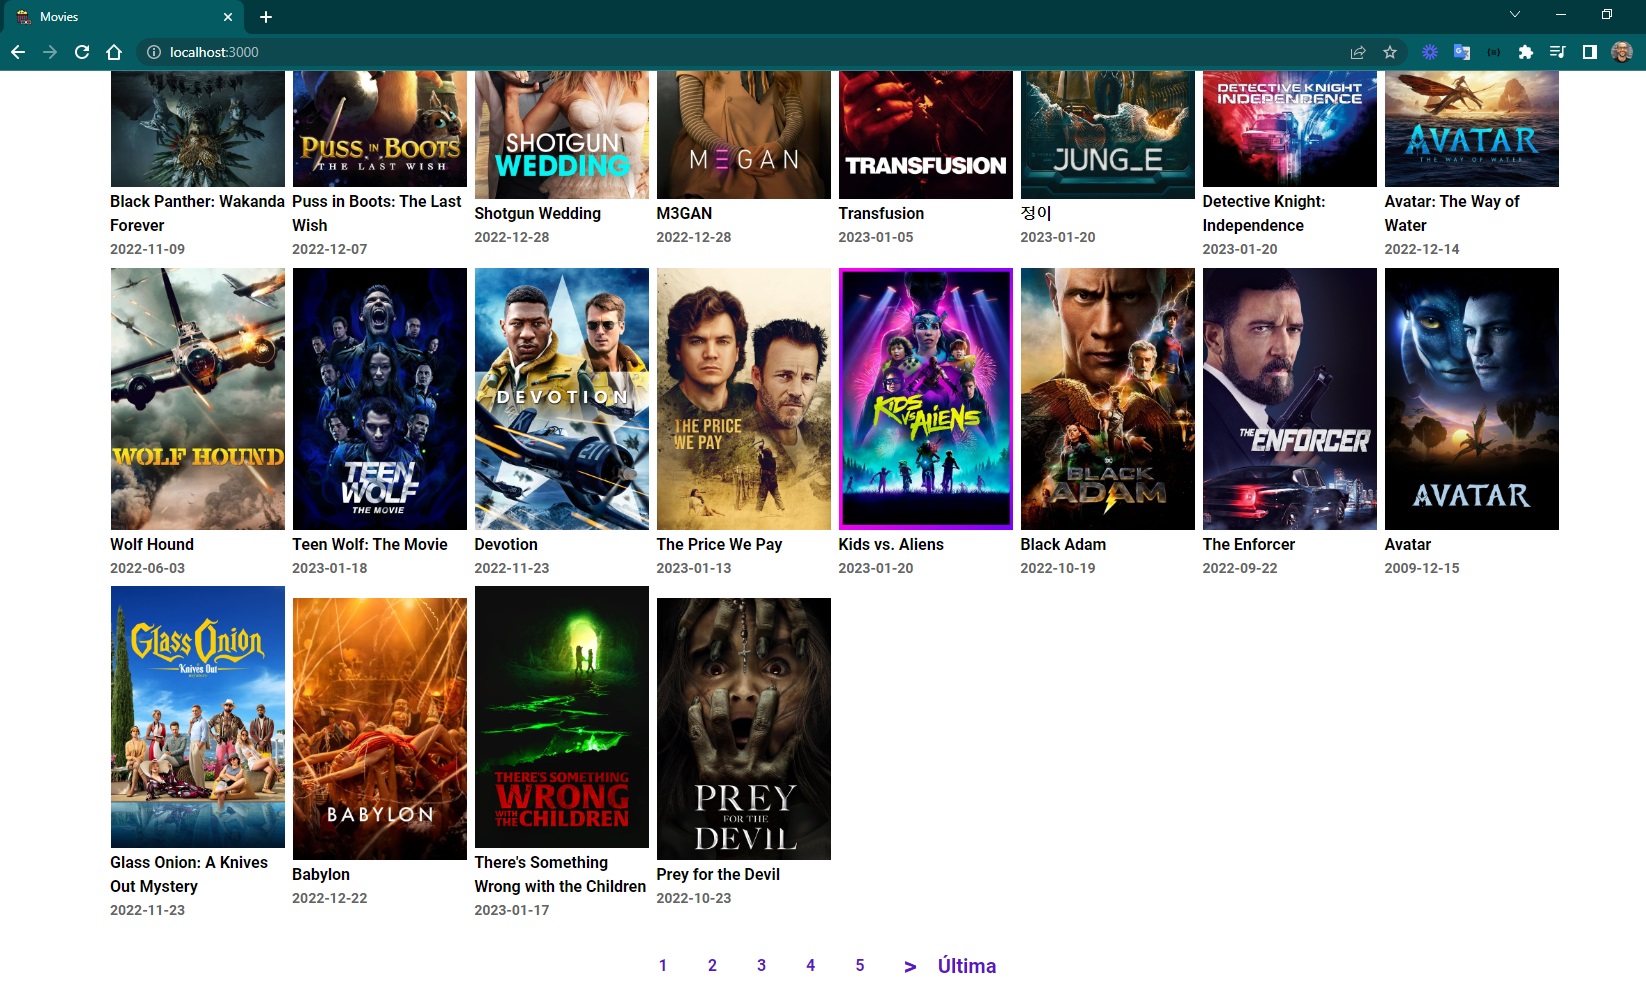 Movies
localhost:3000
PUSS IN BOOTS
THE LAST WISH
SHOTGUN
WEDDING
M3GAN
TRANSFUSION
JUNG_E
DETECTIVE KNIGHT
INDEPENDENCE
AVATAR
THE WAY OF WATER
Black Panther: Wakanda
Forever
2022-11-09
Puss in Boots: The Last
Wish
2022-12-07
Shotgun Wedding
2022-12-28
M3GAN
2022-12-28
Transfusion
2023-01-05
정이
2023-01-20
Detective Knight:
Independence
2023-01-20
Avatar: The Way of
Water
2022-12-14
WOLF HOUND
TEEN
WOLF
THE MOVIE
DEVOTION
THE PRICE
WE PAY
KIDS
VS. ALIENS
DC
BLACK
ADAM
THE ENFORCER
AVATAR
Wolf Hound
2022-06-03
Teen Wolf: The Movie
2023-01-18
Devotion
2022-11-23
The Price We Pay
2023-01-13
Kids vs. Aliens
2023-01-20
Black Adam
2022-10-19
The Enforcer
2022-09-22
Avatar
2009-12-15
Glass Onion
Knives Out
BABYLON
THERE'S SOMETHING
WRONG
WITH THE CHILDREN
PREY
FOR THE
DEVIL
Glass Onion: A Knives
Out Mystery
2022-11-23
Babylon
2022-12-22
There's Something
Wrong with the Children
2023-01-17
Prey for the Devil
2022-10-23
1 2 3 4 5 > Última